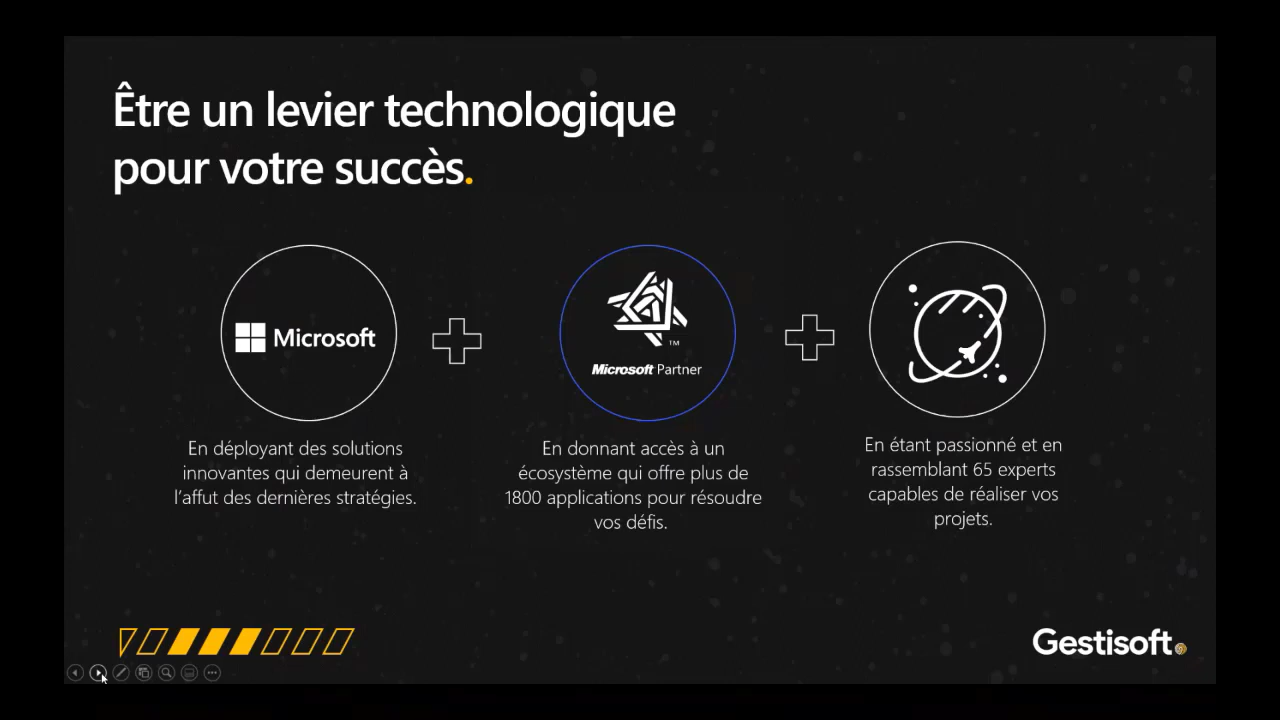 Être un levier technologique
pour votre succès.
Microsoft
TM
Microsoft Partner
En déployant des solutions
innovantes qui demeurent à
l'affut des dernières stratégies.
En donnant accès à un
écosystème qui offre plus de
1800 applications pour résoudre
vos défis.
En étant passionné et en
rassemblant 65 experts
capables de réaliser vos
projets.
Gestisoft